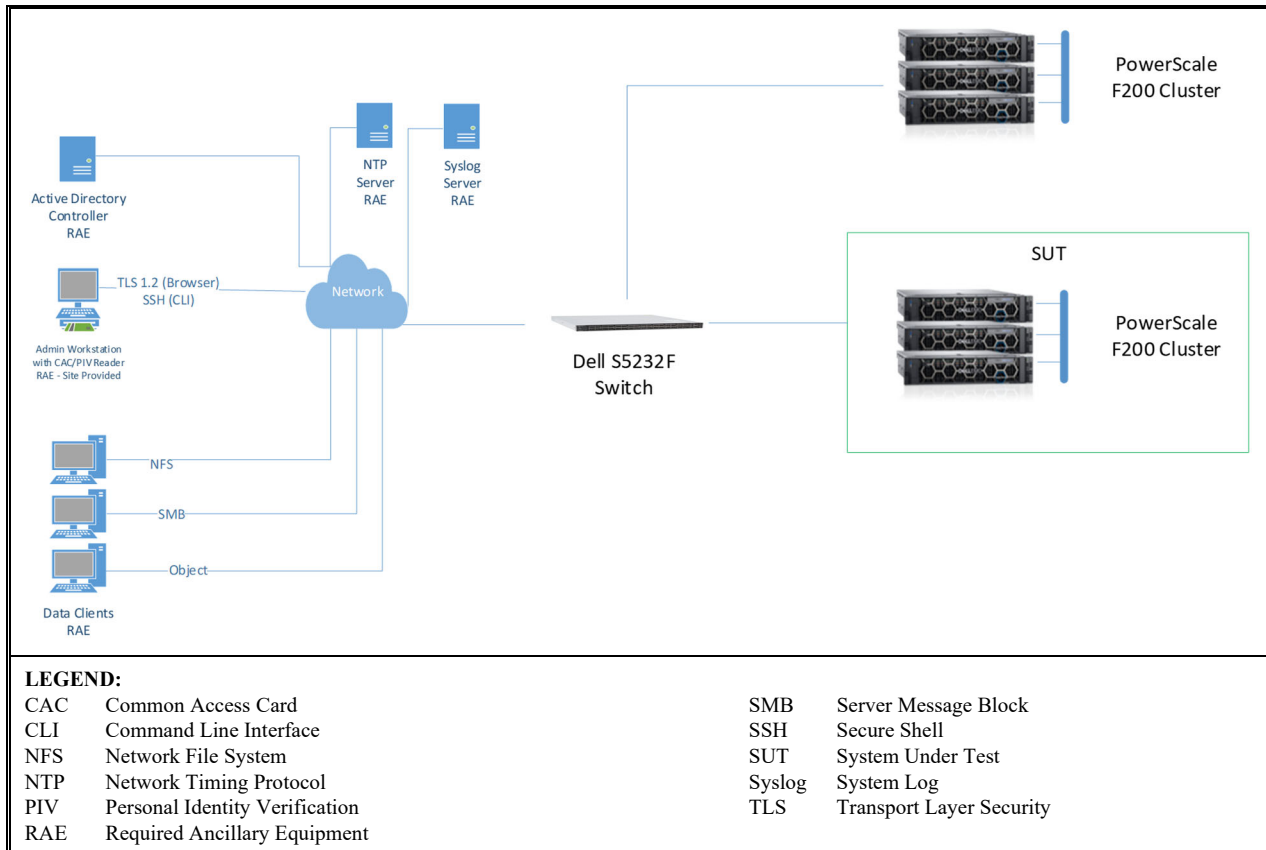 PowerScale
F200 Cluster
NTP
Server
RAE
Syslog
Server
RAE
Active Directory
Controller
RAE
SUT
TLS 1.2 (Browser)
SSH (CLI)
Network
Admin Workstation
with CAC/PIV Reader
RAE - Site Provided
Dell S5232F
Switch
PowerScale
F200 Cluster
NFS
SMB
Object
Data Clients
RAE
LEGEND:
CAC Common Access Card
CLI Command Line Interface
NFS Network File System
NTP Network Timing Protocol
PIV Personal Identity Verification
RAE Required Ancillary Equipment
SMB Server Message Block
SSH Secure Shell
SUT System Under Test
Syslog System Log
TLS Transport Layer Security